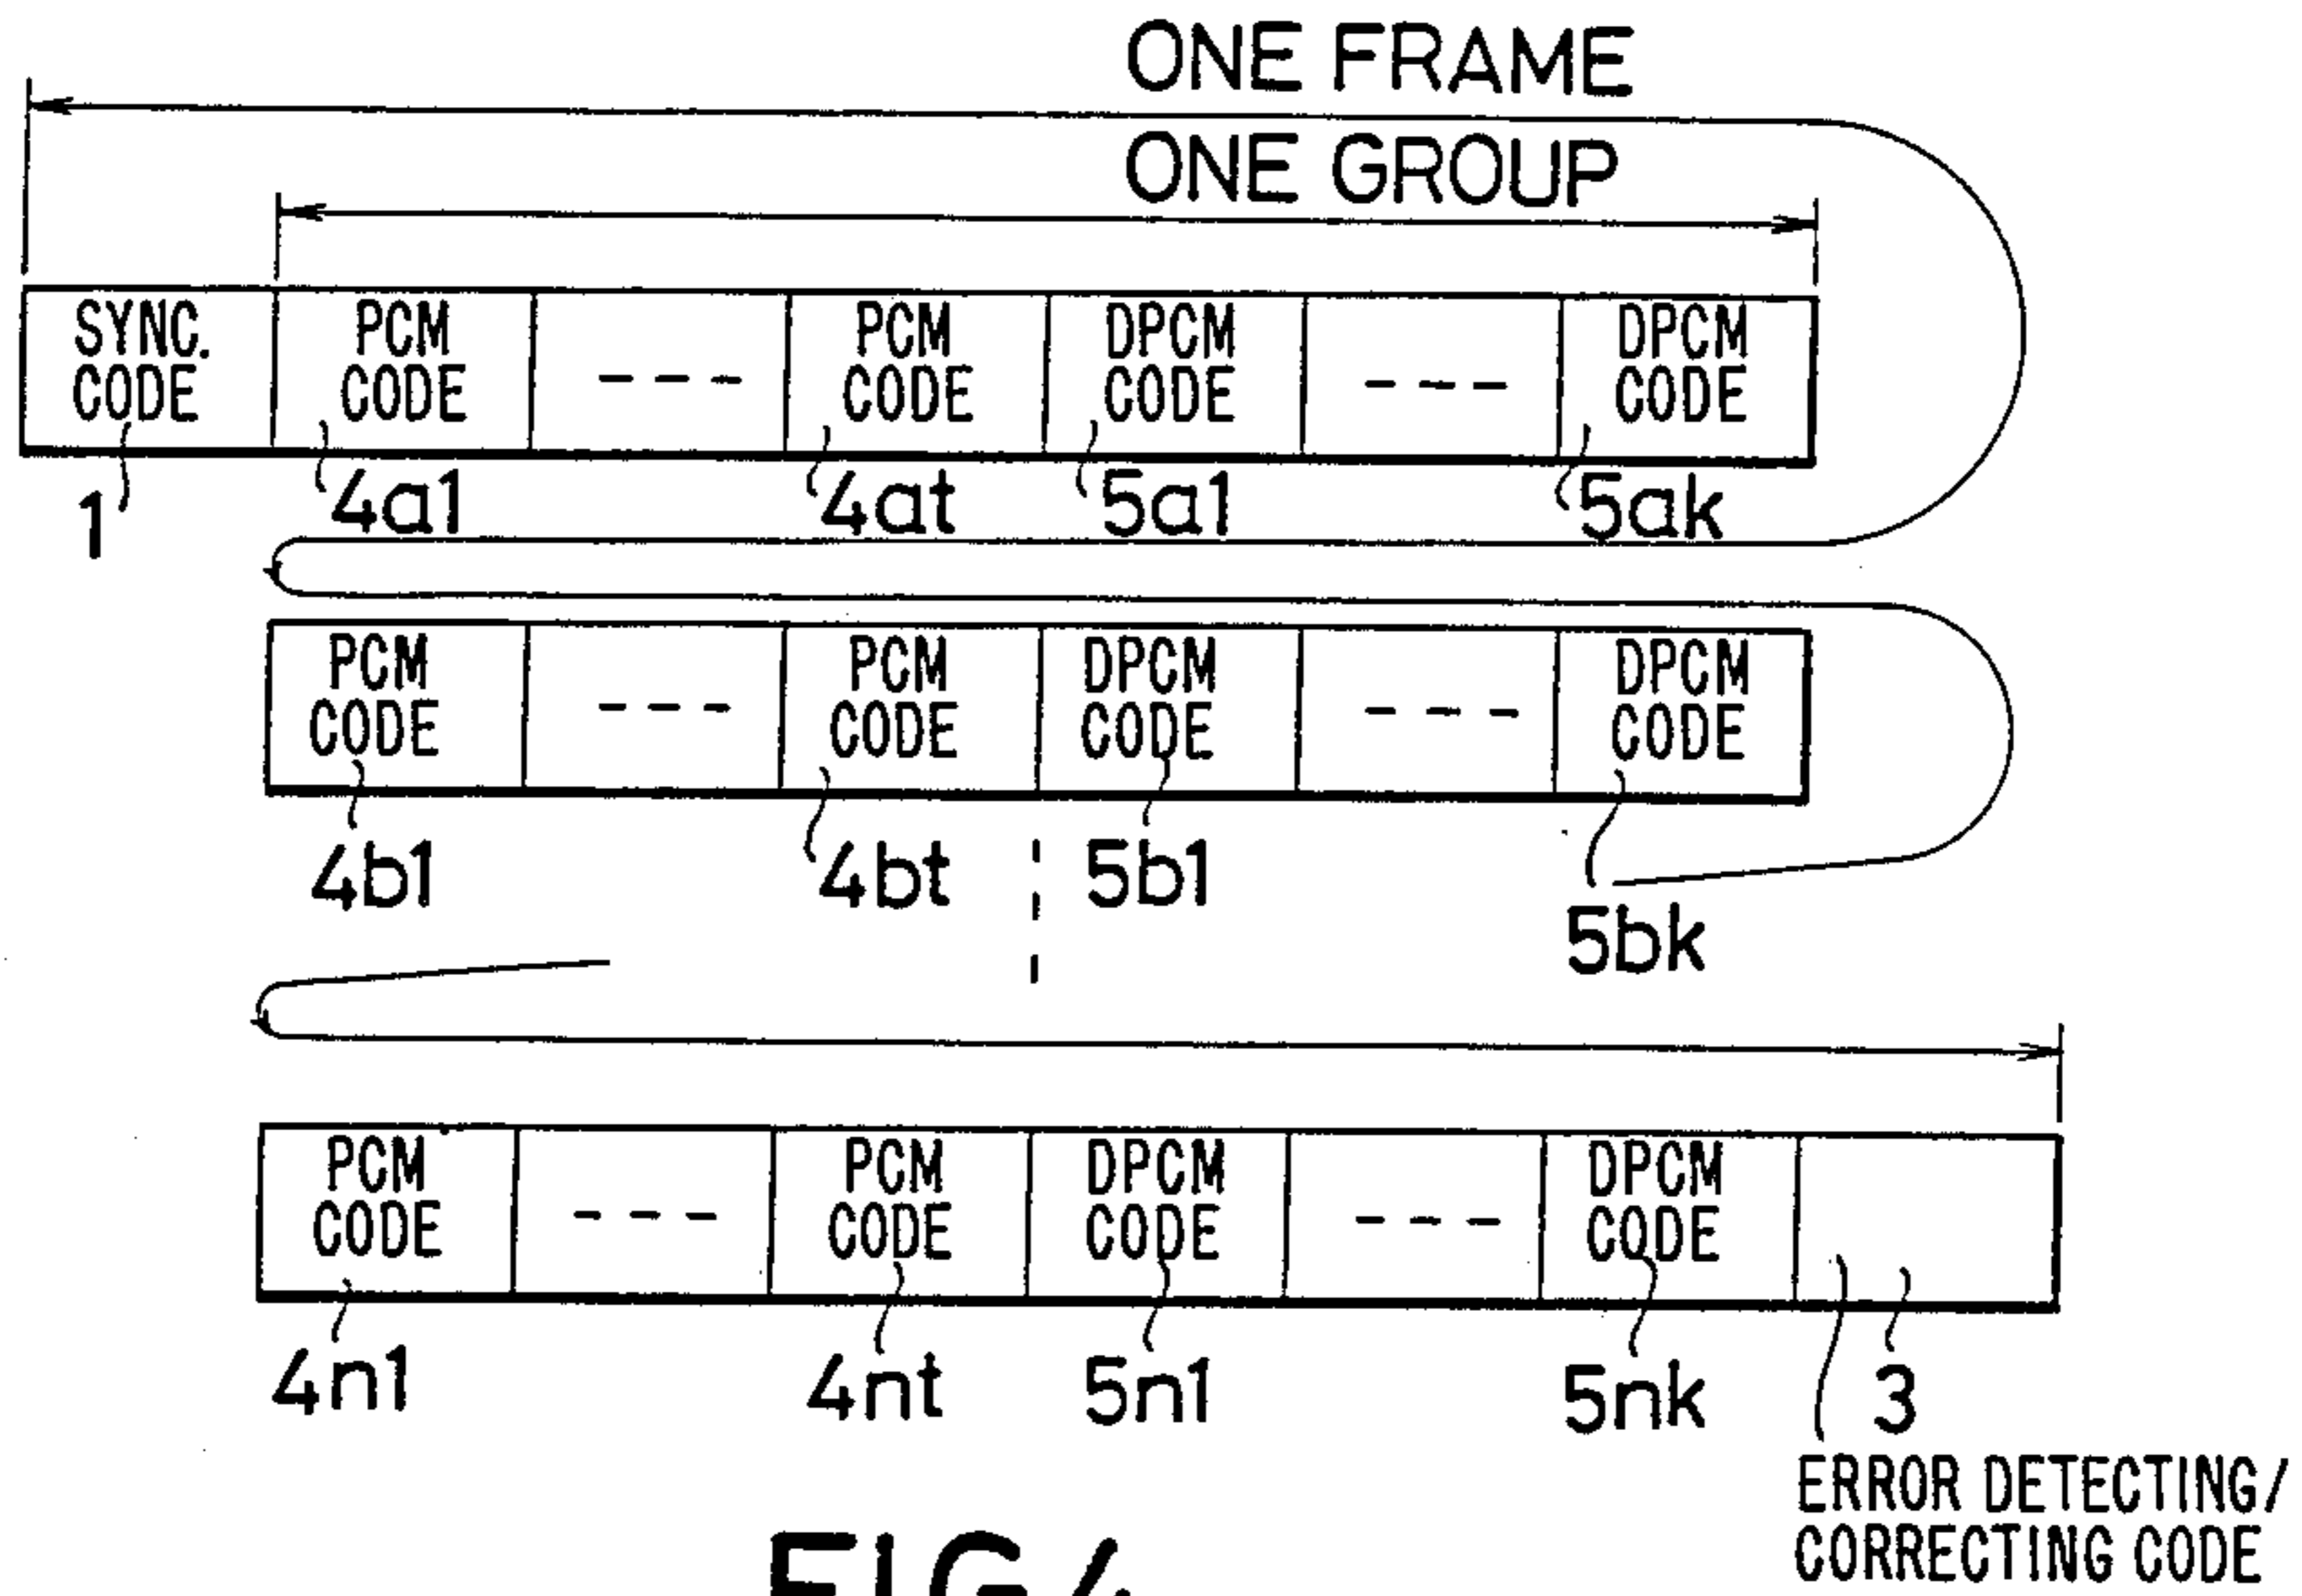 ONE FRAME
ONE GROUP
SYNC. CODE
PCM CODE
---
PCM CODE
DPCM CODE
---
DPCM CODE
1
4a1
4at
5a1
5ak
PCM CODE
---
PCM CODE
DPCM CODE
---
DPCM CODE
4b1
4bt
5b1
5bk
PCM CODE
---
PCM CODE
DPCM CODE
---
DPCM CODE
4n1
4nt
5n1
5nk
3
ERROR DETECTING/
CORRECTING CODE
FIG.4